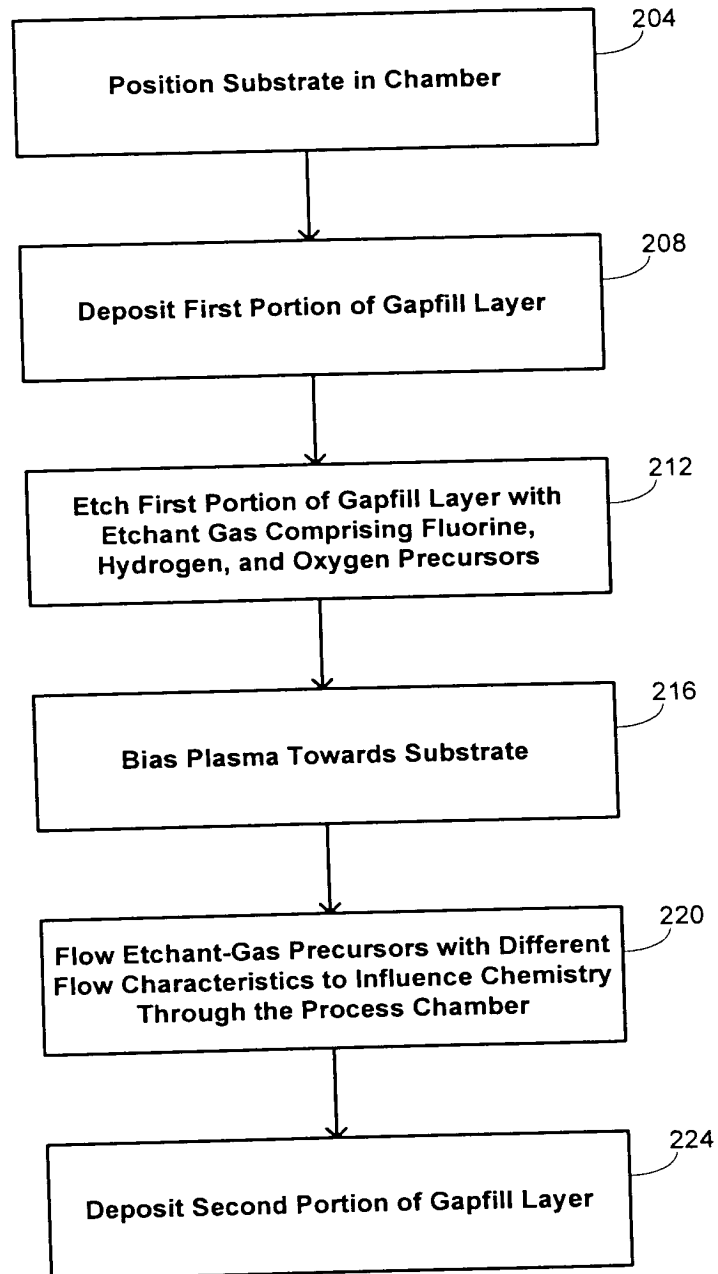 204
Position Substrate in Chamber
208
Deposit First Portion of Gapfill Layer
212
Etch First Portion of Gapfill Layer with
Etchant Gas Comprising Fluorine,
Hydrogen, and Oxygen Precursors
216
Bias Plasma Towards Substrate
220
Flow Etchant-Gas Precursors with Different
Flow Characteristics to Influence Chemistry
Through the Process Chamber
224
Deposit Second Portion of Gapfill Layer